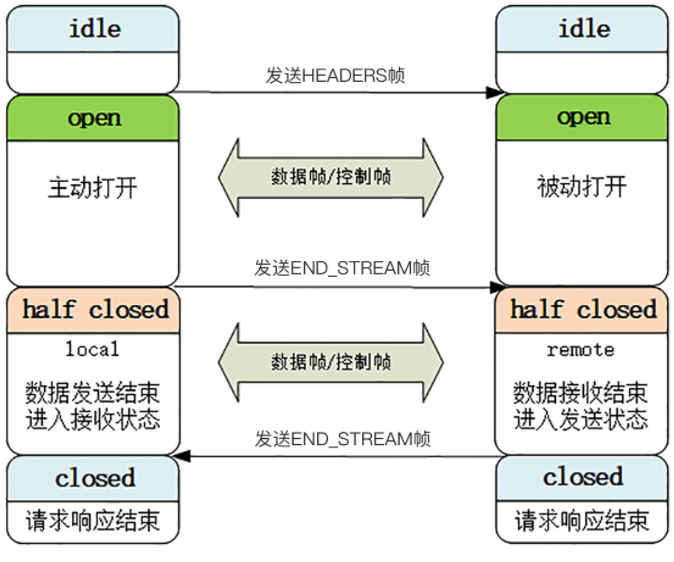 idle
idle
发送HEADERS帧
open
open
主动打开
数据帧/控制帧
被动打开
发送END_STREAM帧
half closed
half closed
local
remote
数据帧/控制帧
数据发送结束
进入接收状态
数据接收结束
进入发送状态
发送END_STREAM帧
closed
closed
请求响应结束
请求响应结束